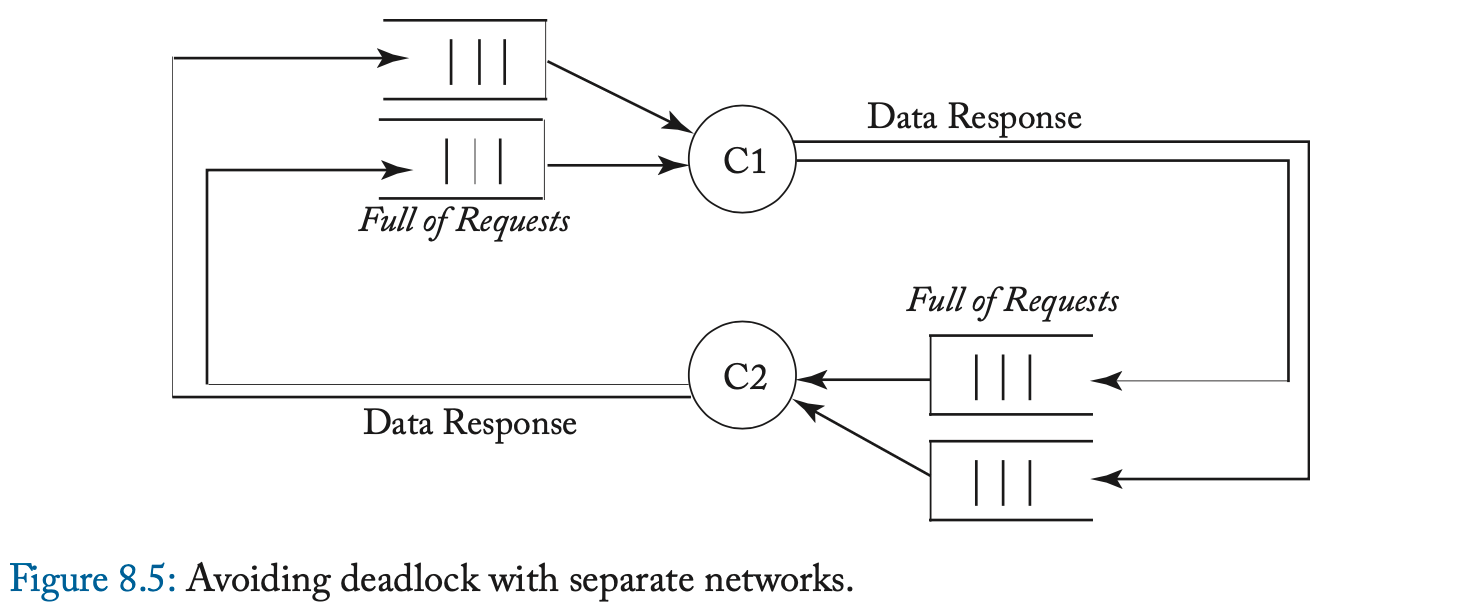 Data Response
C1
Full of Requests
Full of Requests
C2
Data Response
Figure 8.5: Avoiding deadlock with separate networks.